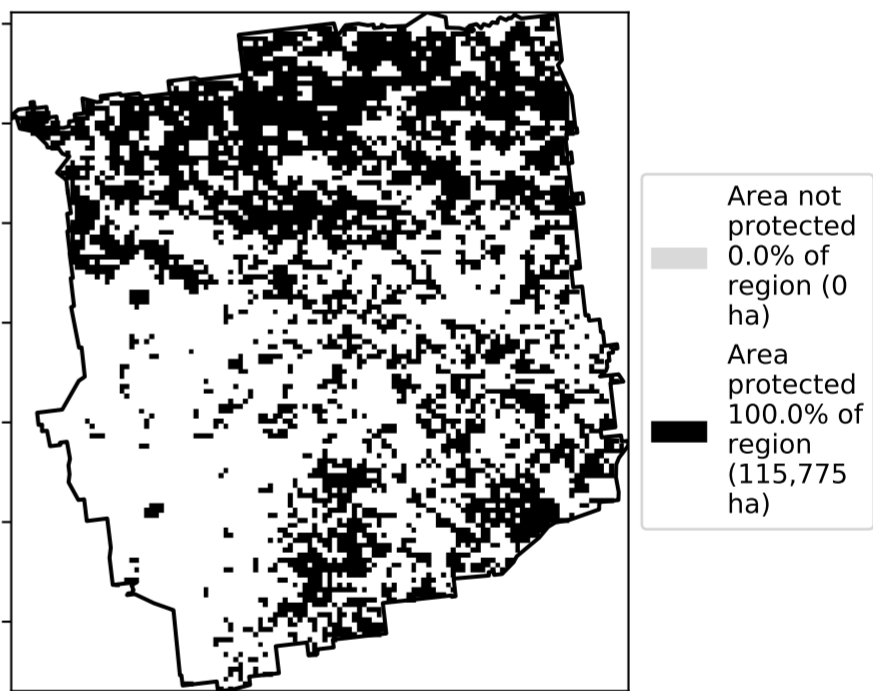 Area not
protected
0.0% of
region (0
ha)
Area
protected
100.0% of
region
(115,775
ha)